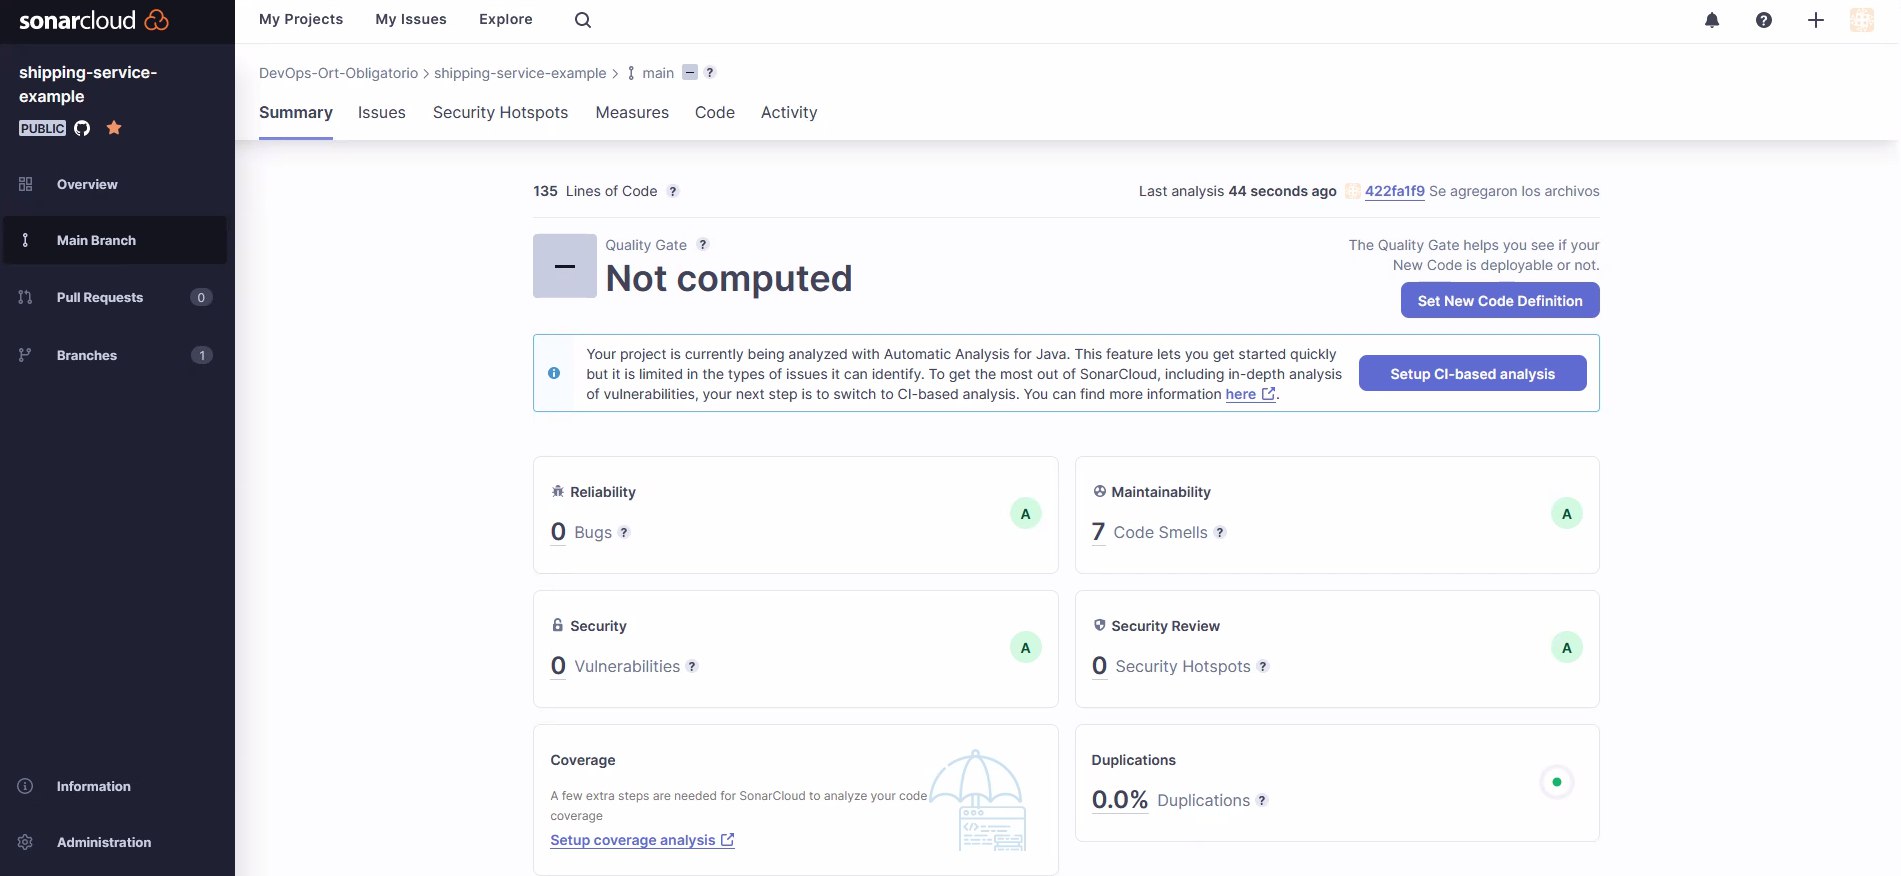 sonarcloud
My Projects My Issues Explore
shipping-service-
example
PUBLIC
Overview
Main Branch
Pull Requests 0
Branches 1
Information
Administration
DevOps-Ort-Obligatorio > shipping-service-example > main ?
Summary Issues Security Hotspots Measures Code Activity
135 Lines of Code ?
Last analysis 44 seconds ago 422fa1f9 Se agregaron los archivos
Quality Gate ?
Not computed
The Quality Gate helps you see if your
New Code is deployable or not.
Set New Code Definition
Your project is currently being analyzed with Automatic Analysis for Java. This feature lets you get started quickly
but it is limited in the types of issues it can identify. To get the most out of SonarCloud, including in-depth analysis
of vulnerabilities, your next step is to switch to CI-based analysis. You can find more information here.
Setup CI-based analysis
Reliability
0 Bugs ?
A
Maintainability
7 Code Smells ?
A
Security
0 Vulnerabilities ?
A
Security Review
0 Security Hotspots ?
A
Coverage
A few extra steps are needed for SonarCloud to analyze your code
coverage
Setup coverage analysis
Duplications
0.0% Duplications ?